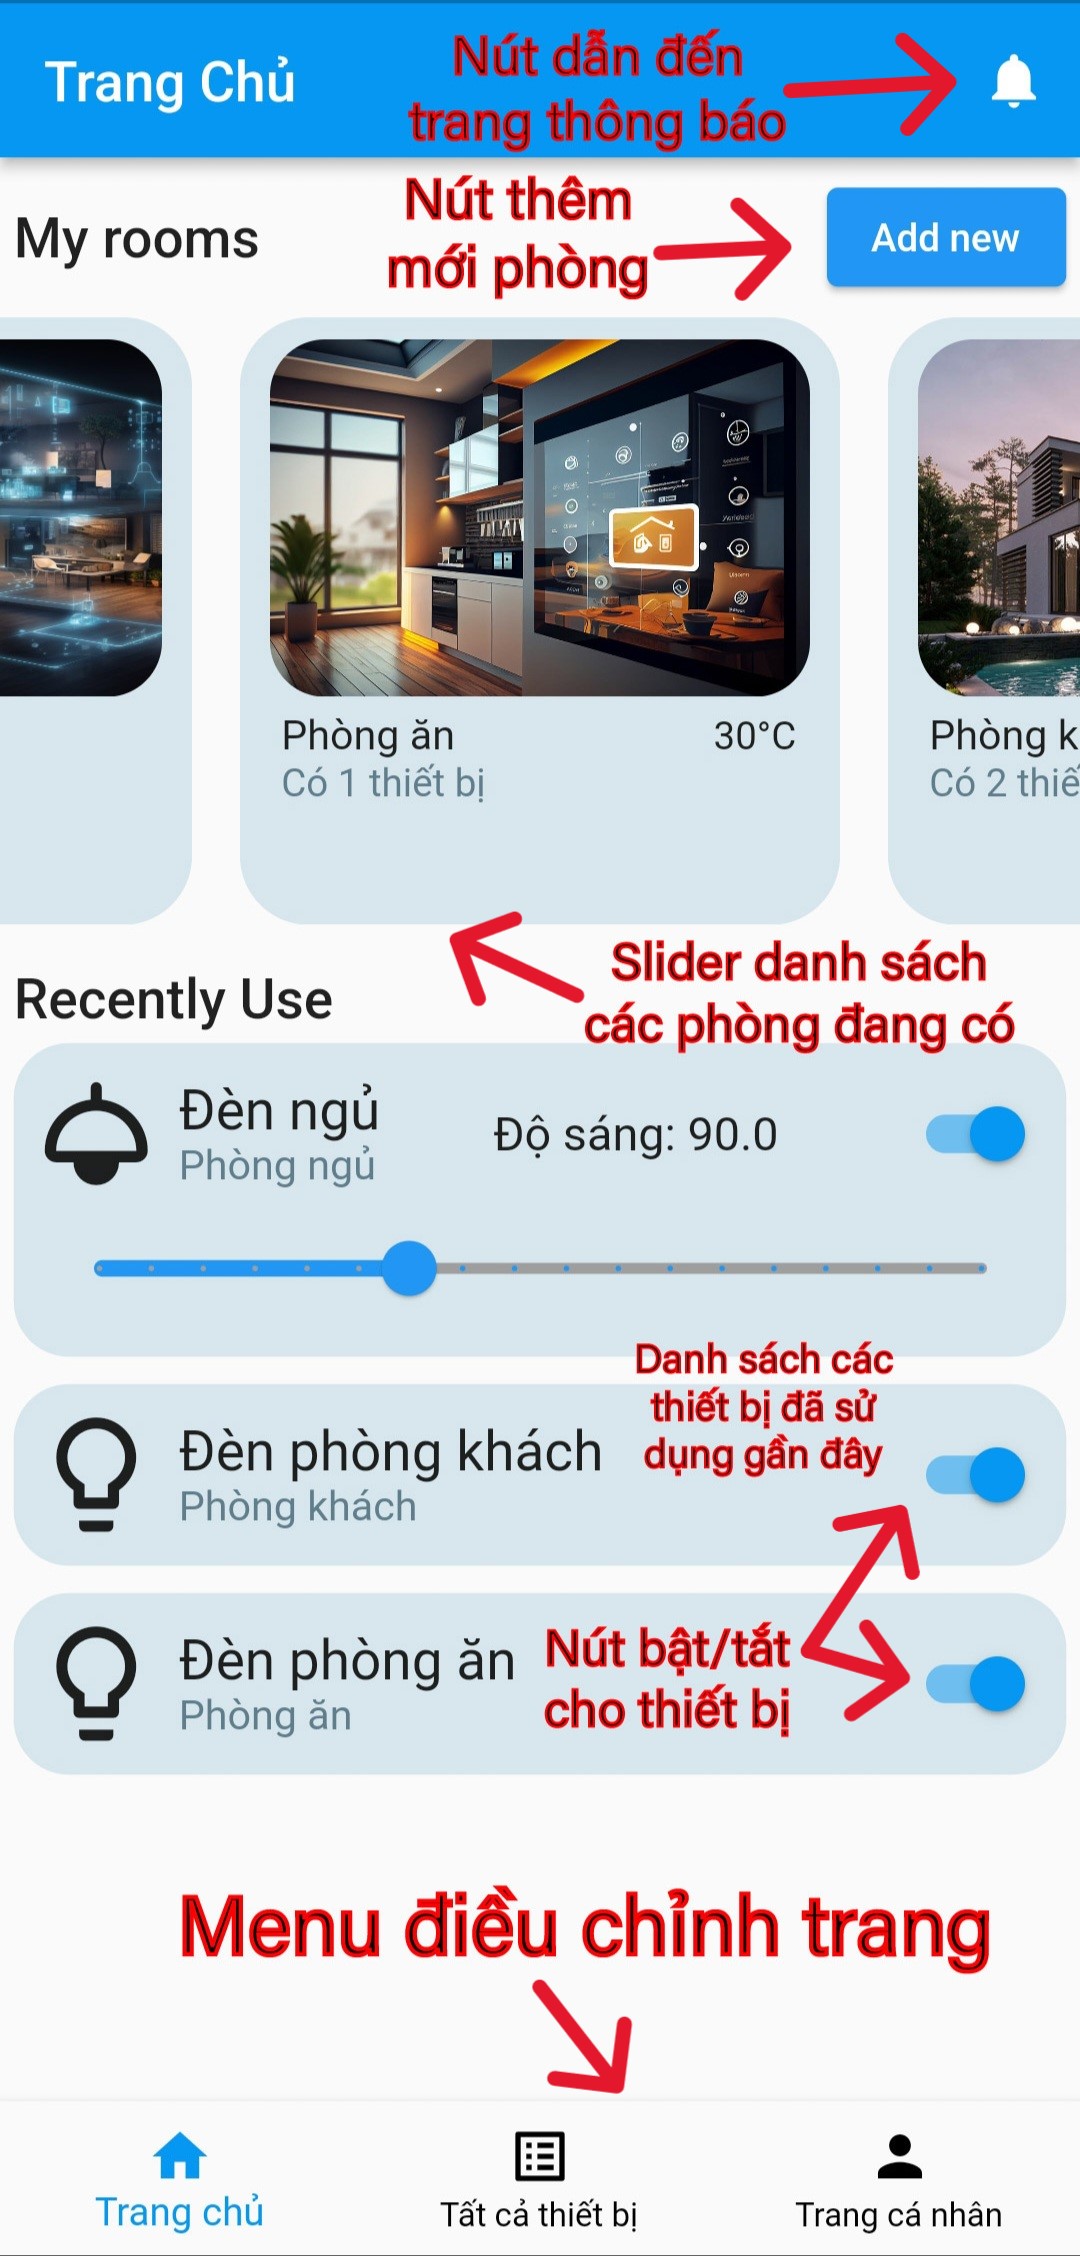 Trang Chủ
Nút dẫn đến
trang thông báo
My rooms
Nút thêm
mới phòng
Add new
Phòng ăn
30°C
Có 1 thiết bị
Phòng k
Có 2 thiế
Slider danh sách
các phòng đang có
Recently Use
Đèn ngủ
Phòng ngủ
Độ sáng: 90.0
Danh sách các
thiết bị đã sử
dụng gần đây
Đèn phòng khách
Phòng khách
Đèn phòng ăn
Phòng ăn
Nút bật/tắt
cho thiết bị
Menu điều chỉnh trang
Trang chủ
Tất cả thiết bị
Trang cá nhân